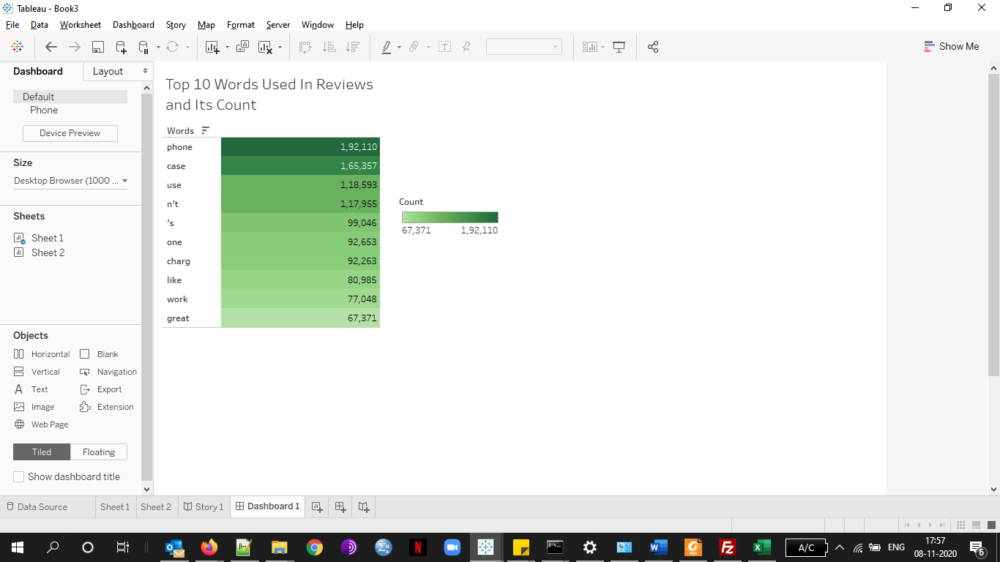 Tableau - Book3
File Data Worksheet Dashboard Story Map Format Server Window Help
Show Me
Dashboard Layout
Default
Phone
Device Preview
Size
Desktop Browser (1000 ...
Sheets
Sheet 1
Sheet 2
Objects
Horizontal Blank
Vertical Navigation
A Text Export
Image Extension
Web Page
Tiled Floating
Show dashboard title
Top 10 Words Used In Reviews
and Its Count
Words
phone 1,92,110
case 1,65,357
use 1,18,593
n't 1,17,955
's 99,046
one 92,653
charg 92,263
like 80,985
work 77,048
great 67,371
Count
67,371 1,92,110
Data Source Sheet 1 Sheet 2 Story 1 Dashboard 1
A/C ENG 17:57
08-11-2020 6